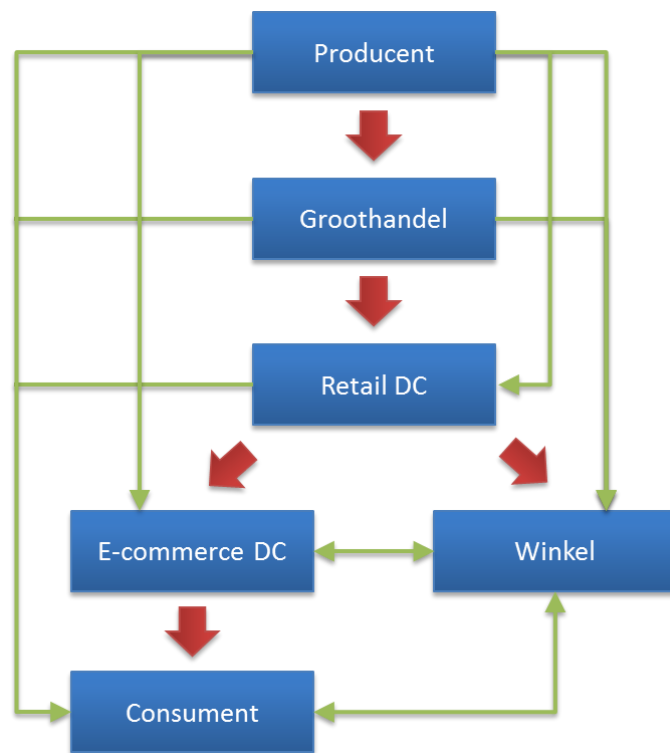 Producent
Groothandel
Retail DC
E-commerce DC
Winkel
Consument